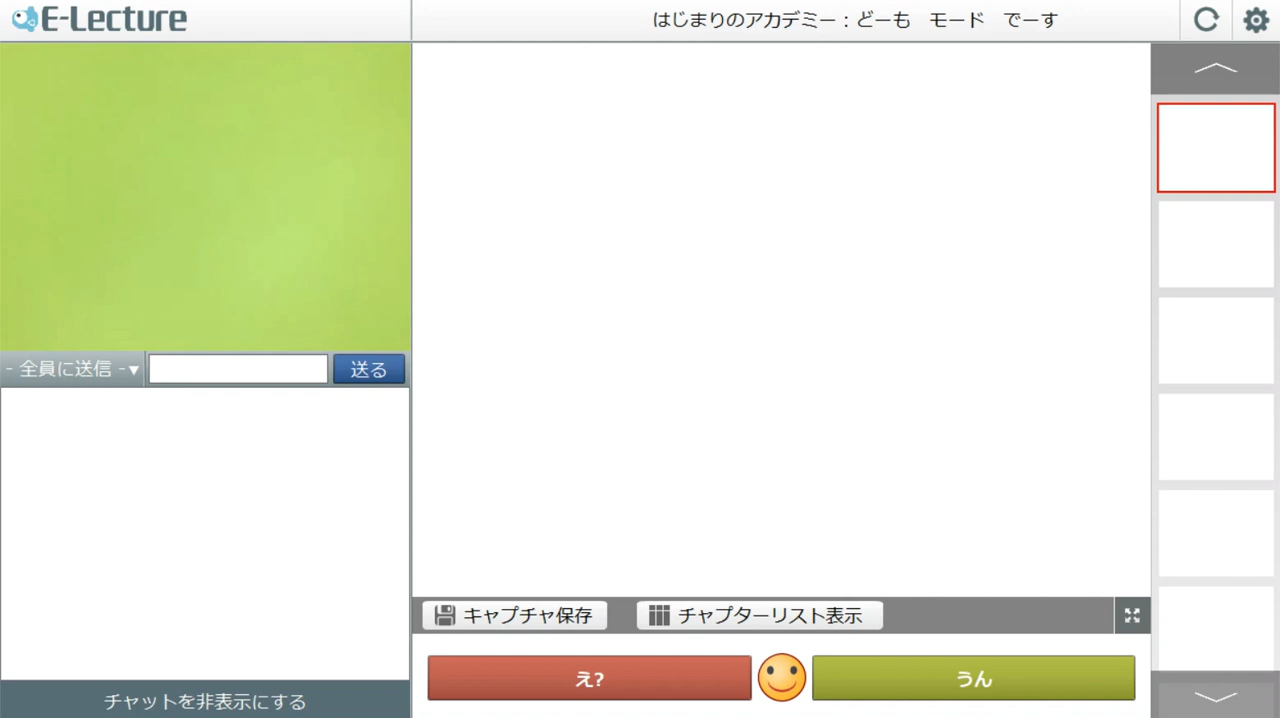 E-Lecture
はじまりのアカデミー：どーも　モード　でーす
- 全員に送信 -▼
送る
キャプチャ保存
チャプターリスト表示
え?
うん
チャットを非表示にする